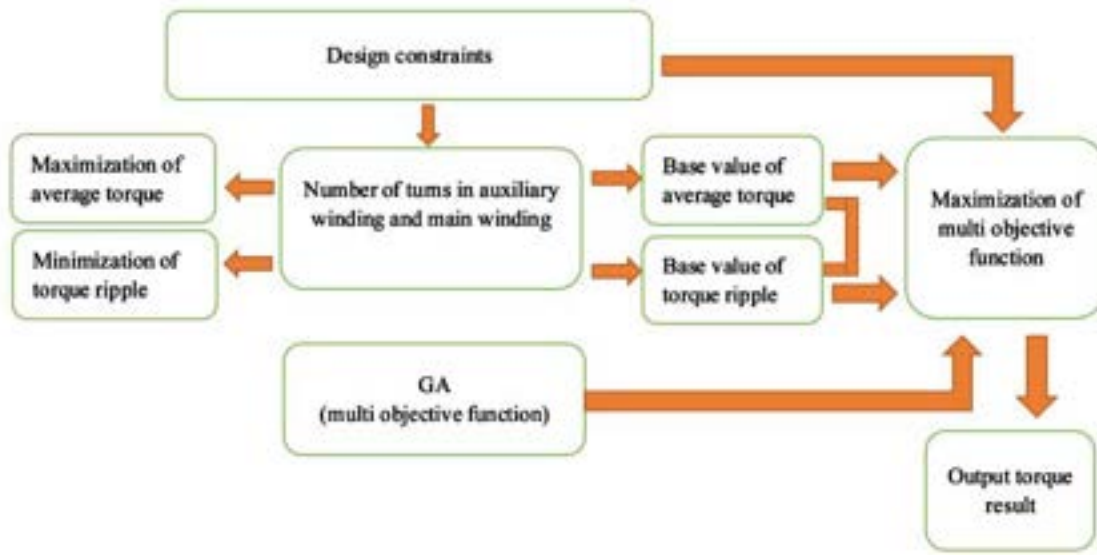 Design constraints
Maximization of
average torque
Number of turns in auxiliary
winding and main winding
Base value of
average torque
Maximization of
multi objective
function
Minimization of
torque ripple
Base value of
torque ripple
GA
(multi objective function)
Output torque
result